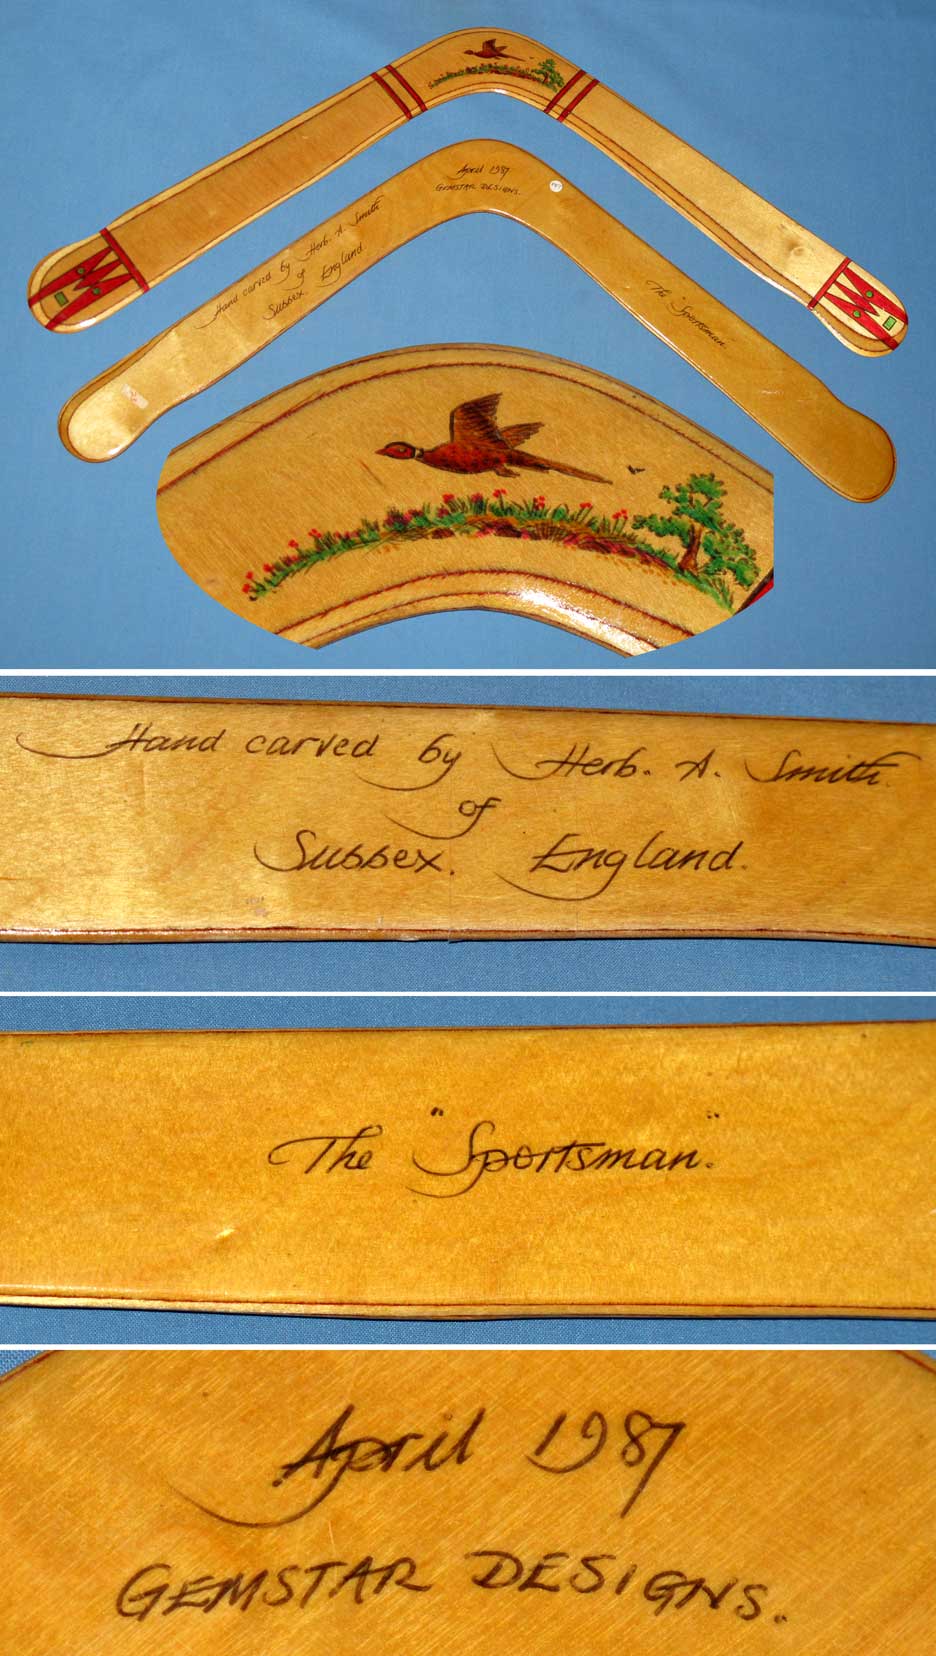 April 1987
GEMSTAR DESIGNS.
Hand carved by Herb. A. Smith
of
Sussex. England
The "Sportsman"
Hand carved by Herb. A. Smith.
of
Sussex. England.
The "Sportsman."
April 1987
GEMSTAR DESIGNS.